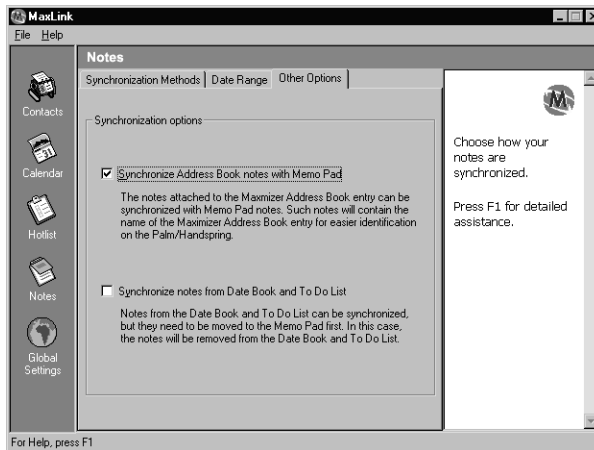 MaxLink
File Help
Notes
Synchronization Methods Date Range Other Options
Contacts
Calendar
Hotlist
Notes
Global
Settings
Synchronization options
Synchronize Address Book notes with Memo Pad
The notes attached to the Maxmizer Address Book entry can be
synchronized with Memo Pad notes. Such notes will contain the
name of the Maximizer Address Book entry for easier identification
on the Palm/Handspring.
Synchronize notes from Date Book and To Do List
Notes from the Date Book and To Do List can be synchronized,
but they need to be moved to the Memo Pad first. In this case,
the notes will be removed from the Date Book and To Do List.
M
Choose how your
notes are
synchronized.
Press F1 for detailed
assistance.
For Help, press F1